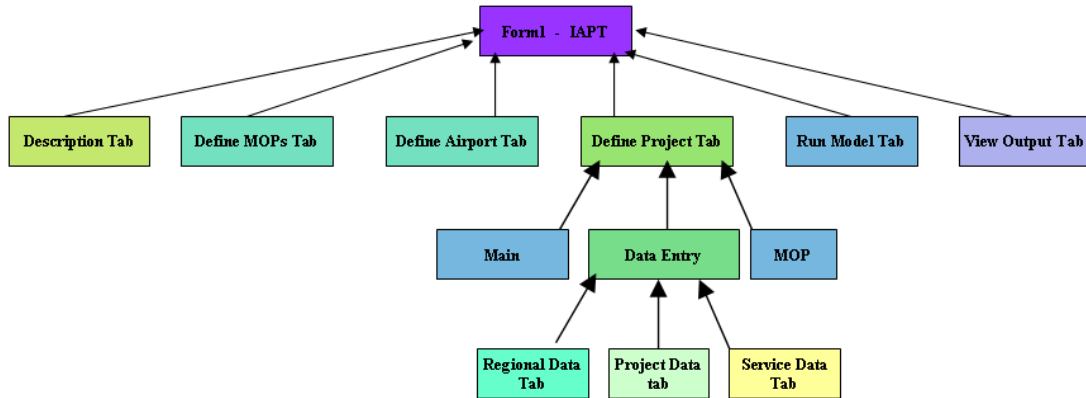 Form1 - IAPT
Description Tab
Define MOPs Tab
Define Airport Tab
Define Project Tab
Run Model Tab
View Output Tab
Main
Data Entry
MOP
Regional Data
Tab
Project Data
tab
Service Data
Tab